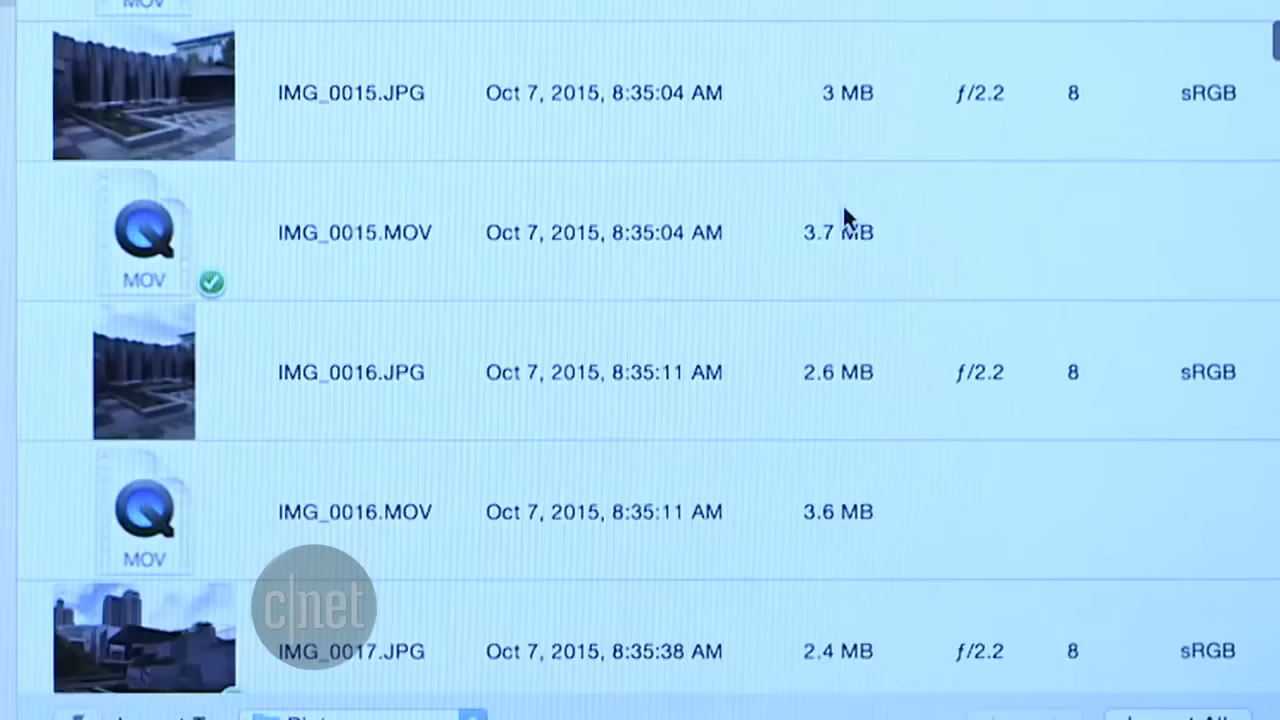 MOV
IMG_0015.JPG Oct 7, 2015, 8:35:04 AM 3 MB ƒ/2.2 8 sRGB
IMG_0015.MOV Oct 7, 2015, 8:35:04 AM 3.7 MB
MOV
IMG_0016.JPG Oct 7, 2015, 8:35:11 AM 2.6 MB ƒ/2.2 8 sRGB
IMG_0016.MOV Oct 7, 2015, 8:35:11 AM 3.6 MB
MOV
c|net
IMG_0017.JPG Oct 7, 2015, 8:35:38 AM 2.4 MB ƒ/2.2 8 sRGB